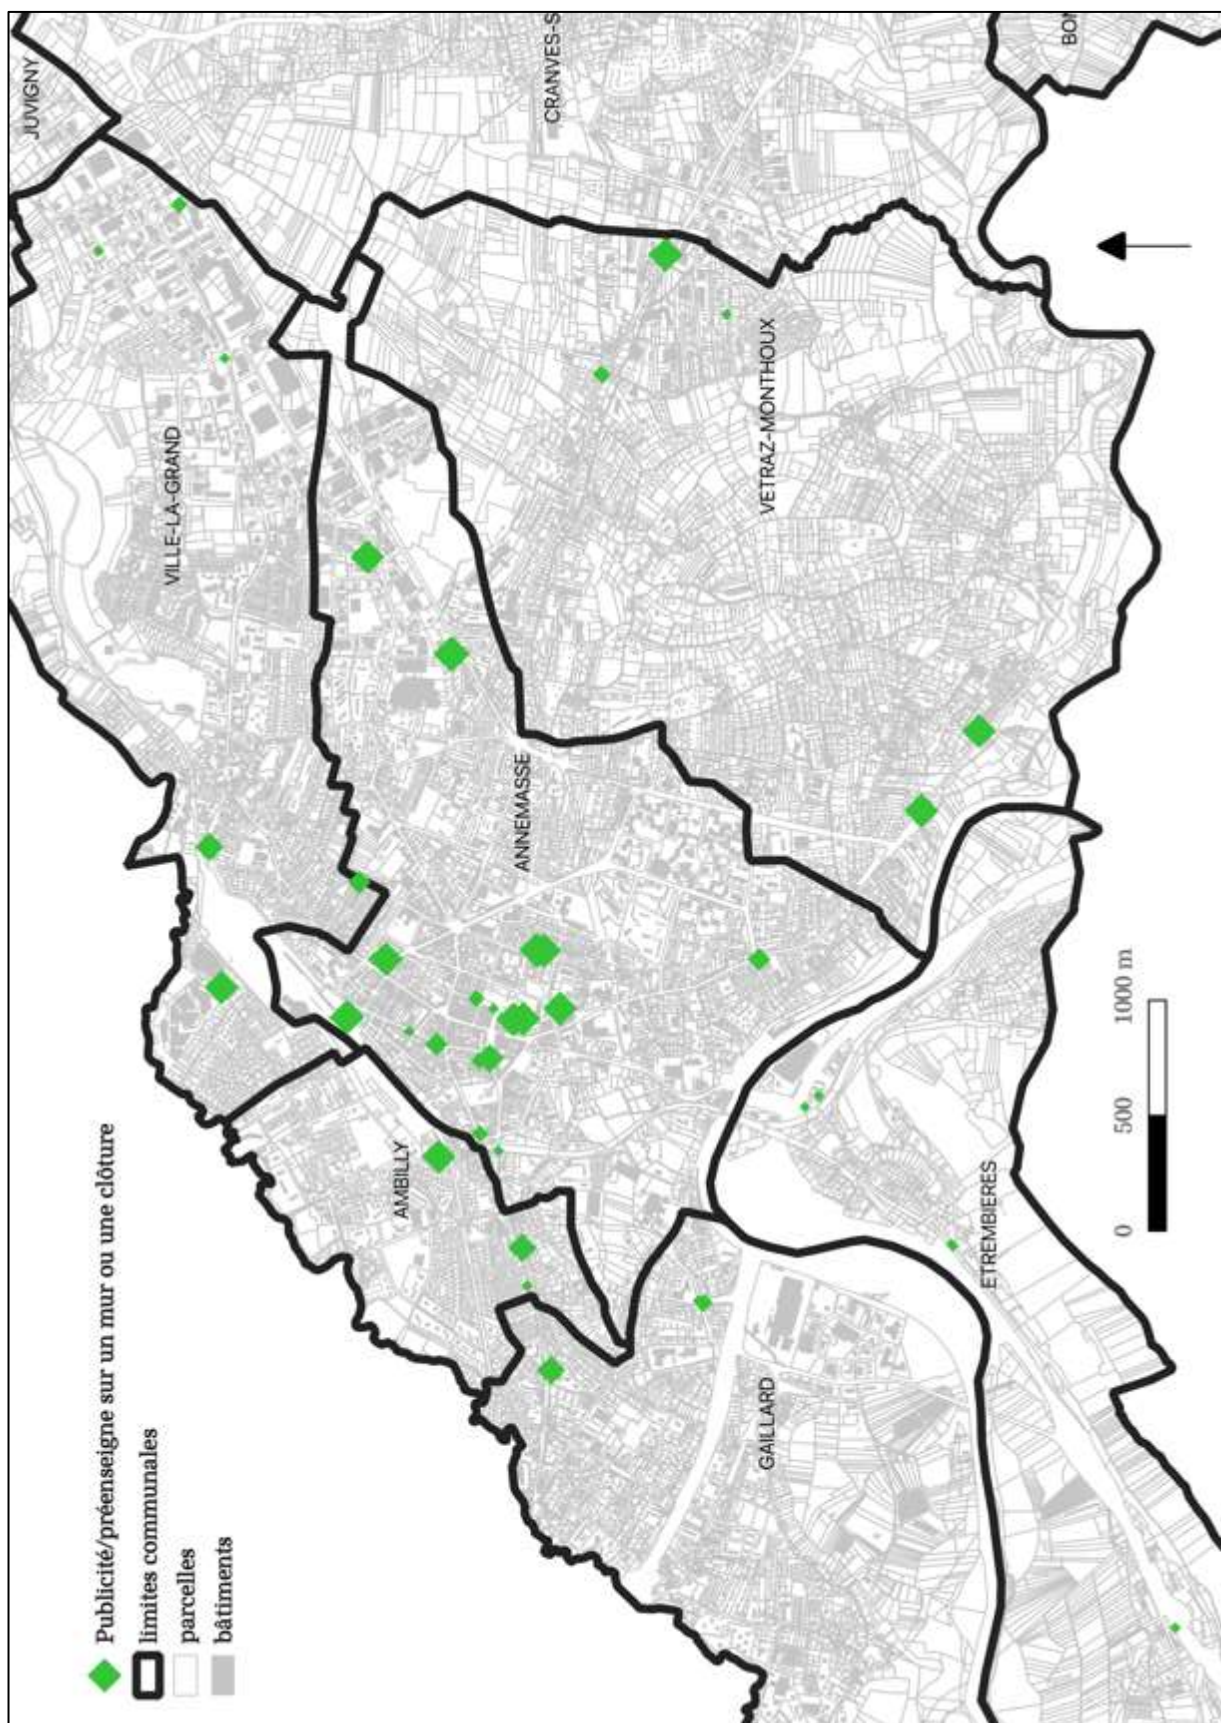 Publicité/préenseigne sur un mur ou une clôture
limites communales
parcelles
bâtiments
JUVIGNY
CRANVES-S
BON
VILLE-LA-GRAND
VETRAZ-MONTHOUX
ANNEMASSE
AMBILLY
ETREMBIERES
GAILLARD
0 500 1000 m